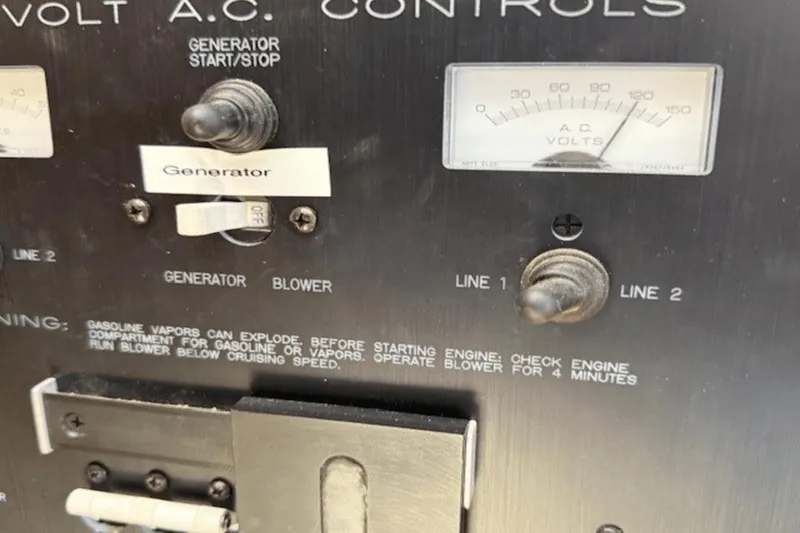 VOLT A.C. CONTROLS
GENERATOR
START/STOP
0 30 60 90 120 150
A.C.
VOLTS
40
Generator
OFF
LINE 2
GENERATOR BLOWER
LINE 1 LINE 2
NING: GASOLINE VAPORS CAN EXPLODE. BEFORE STARTING ENGINE: CHECK ENGINE
COMPARTMENT FOR GASOLINE OR VAPORS. OPERATE BLOWER FOR 4 MINUTES
RUN BLOWER BELOW CRUISING SPEED.